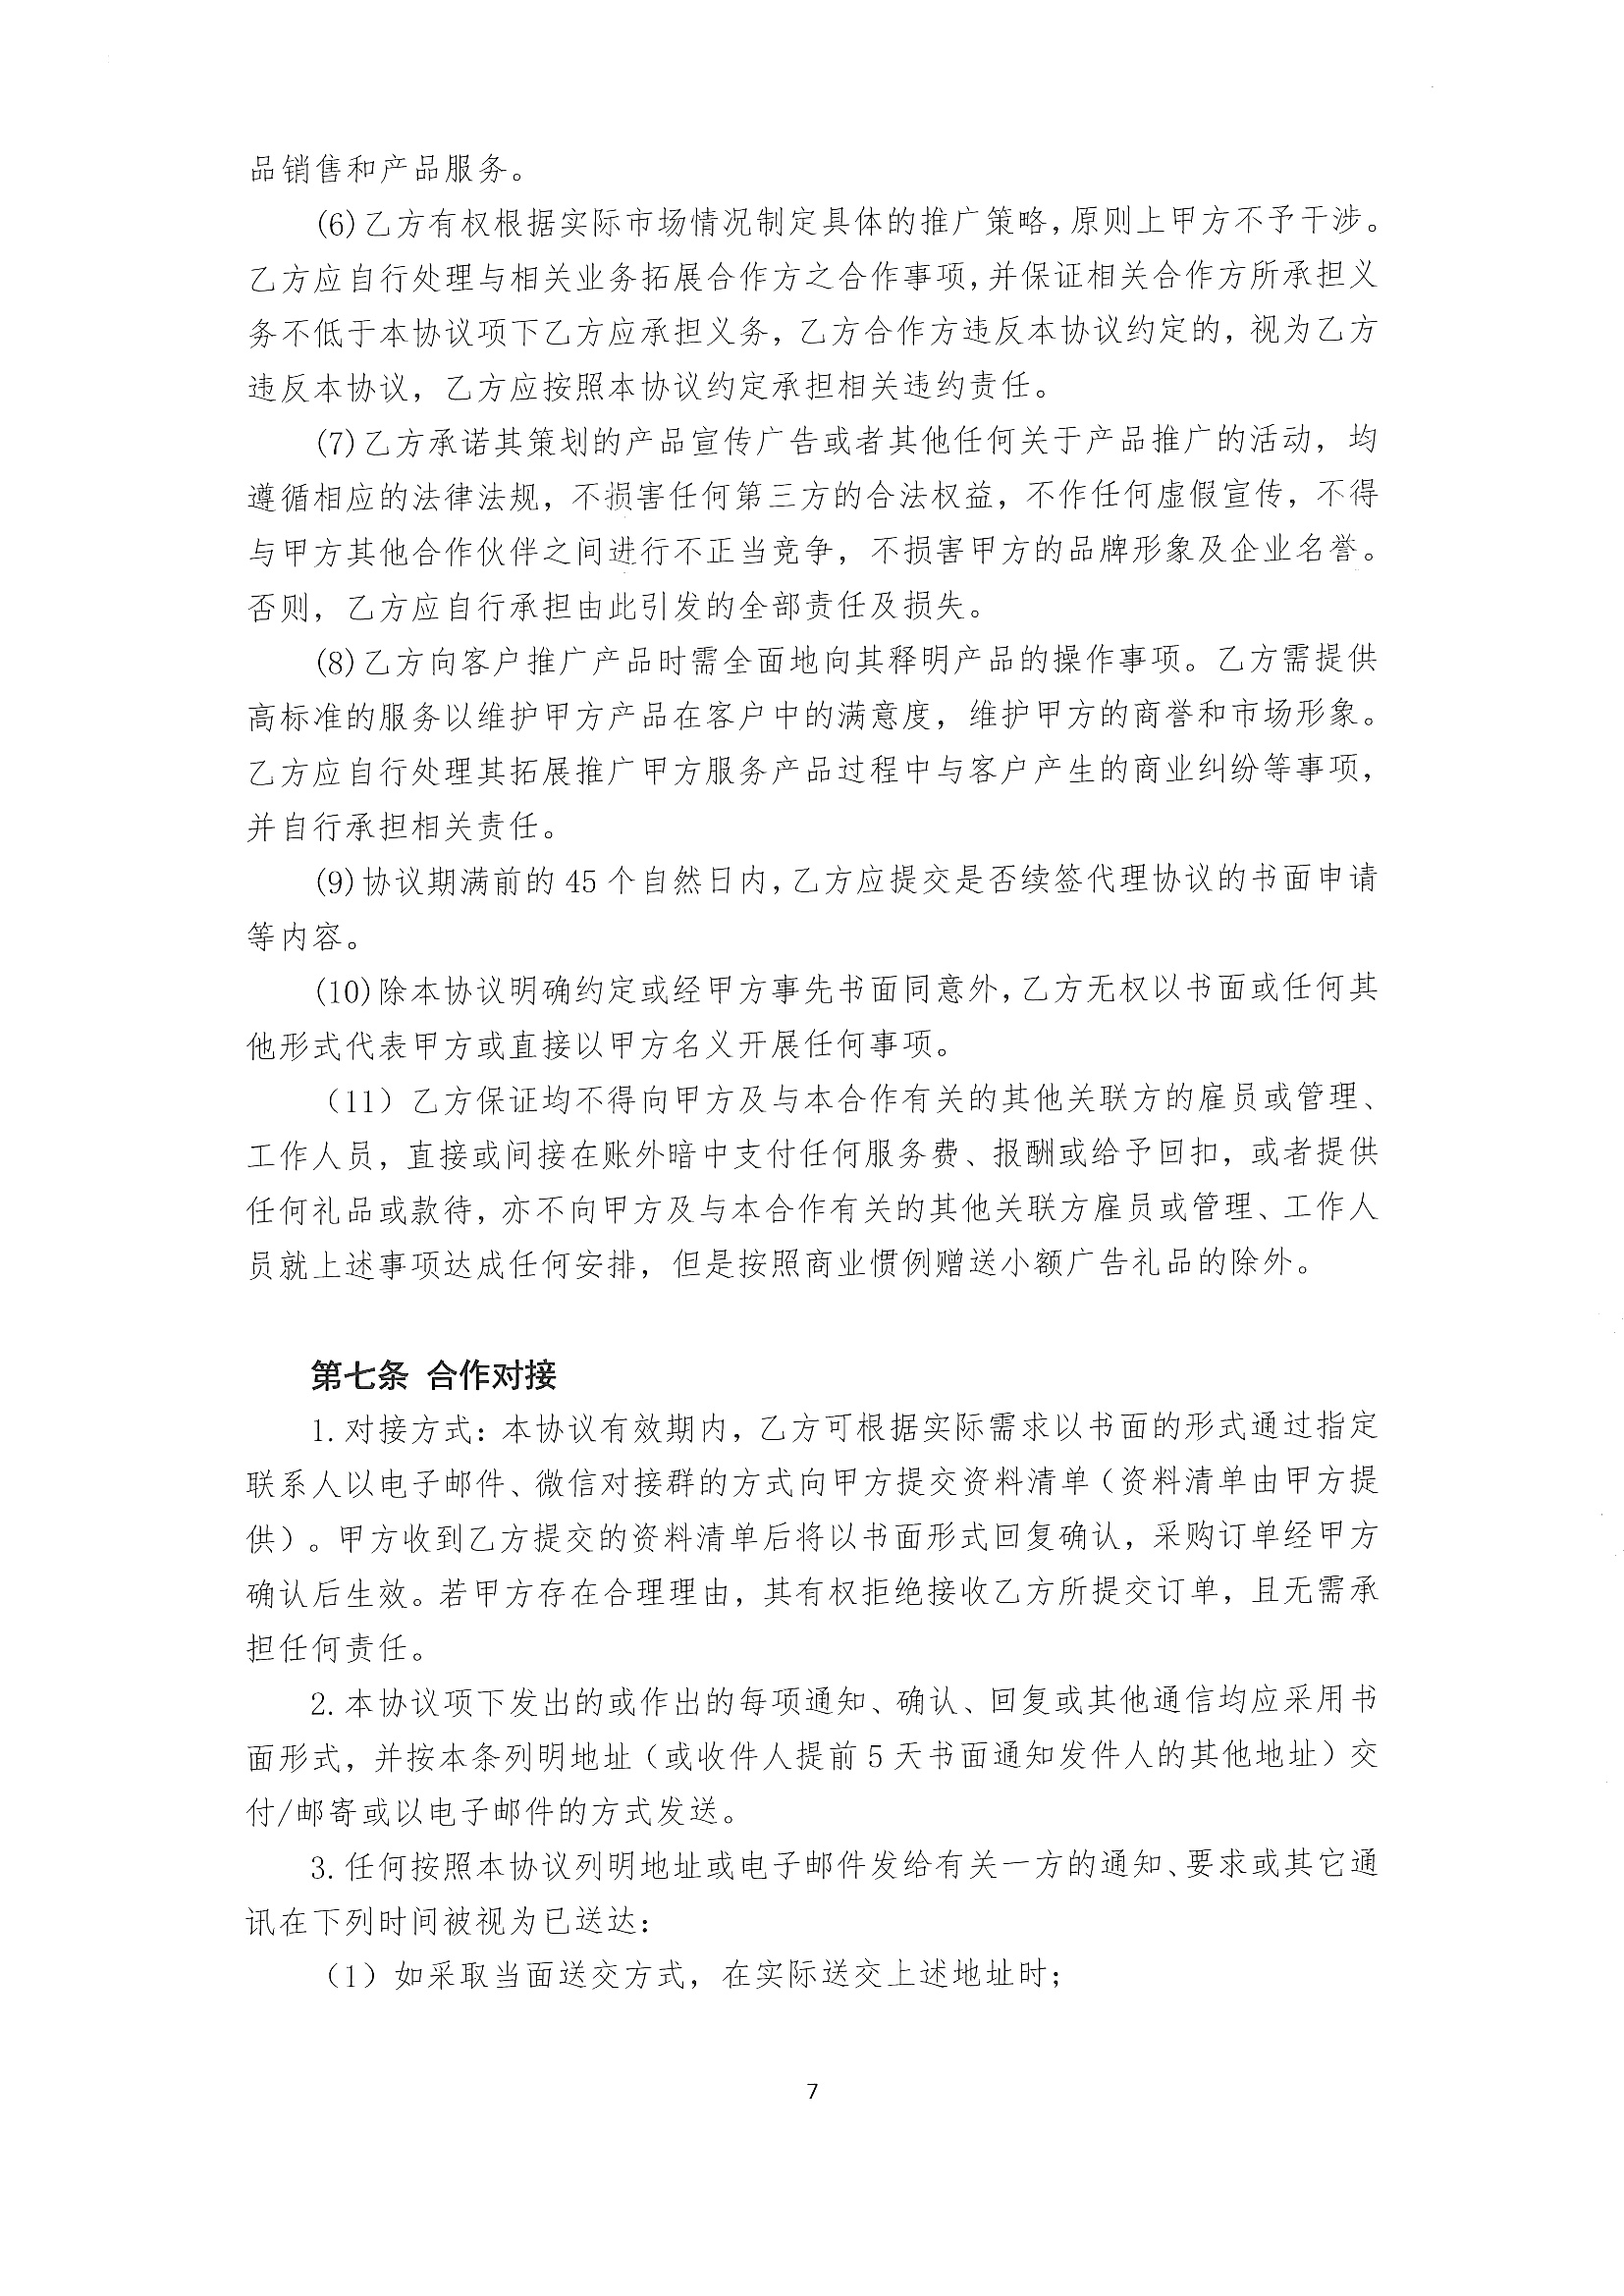 品销售和产品服务。
(6)乙方有权根据实际市场情况制定具体的推广策略,原则上甲方不予干涉。
乙方应自行处理与相关业务拓展合作方之合作事项,并保证相关合作方所承担义
务不低于本协议项下乙方应承担义务，乙方合作方违反本协议约定的，视为乙方
违反本协议，乙方应按照本协议约定承担相关违约责任。
(7)乙方承诺其策划的产品宣传广告或者其他任何关于产品推广的活动，均
遵循相应的法律法规，不损害任何第三方的合法权益，不作任何虚假宣传，不得
与甲方其他合作伙伴之间进行不正当竞争，不损害甲方的品牌形象及企业名誉。
否则，乙方应自行承担由此引发的全部责任及损失。
(8)乙方向客户推广产品时需全面地向其释明产品的操作事项。乙方需提供
高标准的服务以维护甲方产品在客户中的满意度，维护甲方的商誉和市场形象。
乙方应自行处理其拓展推广甲方服务产品过程中与客户产生的商业纠纷等事项，
并自行承担相关责任。
(9)协议期满前的 45 个自然日内,乙方应提交是否续签代理协议的书面申请
等内容。
(10)除本协议明确约定或经甲方事先书面同意外,乙方无权以书面或任何其
他形式代表甲方或直接以甲方名义开展任何事项。
（11）乙方保证均不得向甲方及与本合作有关的其他关联方的雇员或管理、
工作人员，直接或间接在账外暗中支付任何服务费、报酬或给予回扣，或者提供
任何礼品或款待，亦不向甲方及与本合作有关的其他关联方雇员或管理、工作人
员就上述事项达成任何安排，但是按照商业惯例赠送小额广告礼品的除外。
第七条 合作对接
1.对接方式：本协议有效期内，乙方可根据实际需求以书面的形式通过指定
联系人以电子邮件、微信对接群的方式向甲方提交资料清单（资料清单由甲方提
供）。甲方收到乙方提交的资料清单后将以书面形式回复确认，采购订单经甲方
确认后生效。若甲方存在合理理由，其有权拒绝接收乙方所提交订单，且无需承
担任何责任。
2.本协议项下发出的或作出的每项通知、确认、回复或其他通信均应采用书
面形式，并按本条列明地址（或收件人提前 5 天书面通知发件人的其他地址）交
付/邮寄或以电子邮件的方式发送。
3.任何按照本协议列明地址或电子邮件发给有关一方的通知、要求或其它通
讯在下列时间被视为已送达：
（1）如采取当面送交方式，在实际送交上述地址时；
7